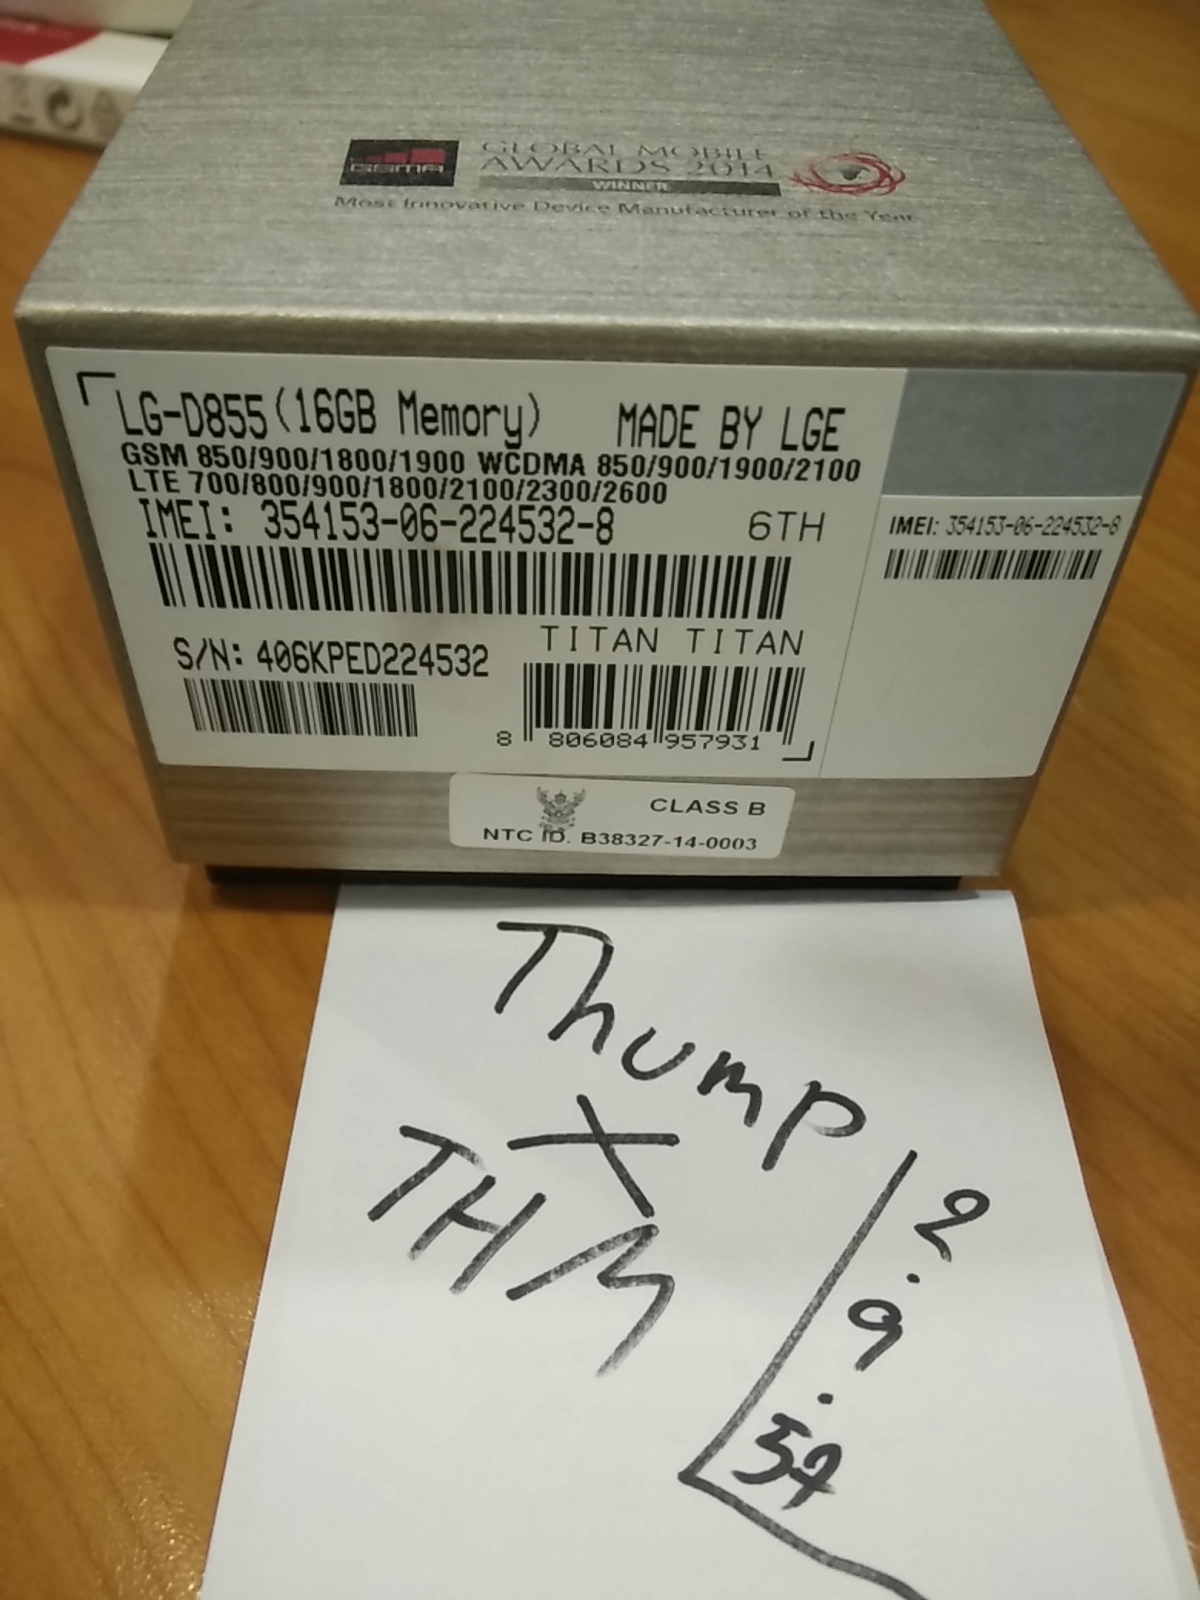 GSMA
GLOBAL MOBILE
AWARDS 2014
WINNER
Most Innovative Device Manufacturer of the Year
LG-D855(16GB Memory) MADE BY LGE
GSM 850/900/1800/1900 WCDMA 850/900/1900/2100
LTE 700/800/900/1800/2100/2300/2600
IMEI: 354153-06-224532-8 6TH
IMEI: 354153-06-224532-8
TITAN TITAN
S/N: 406KPED224532
8 806084 957931
CLASS B
NTC ID. B38327-14-0003
Thump
X
THM
2.9.57